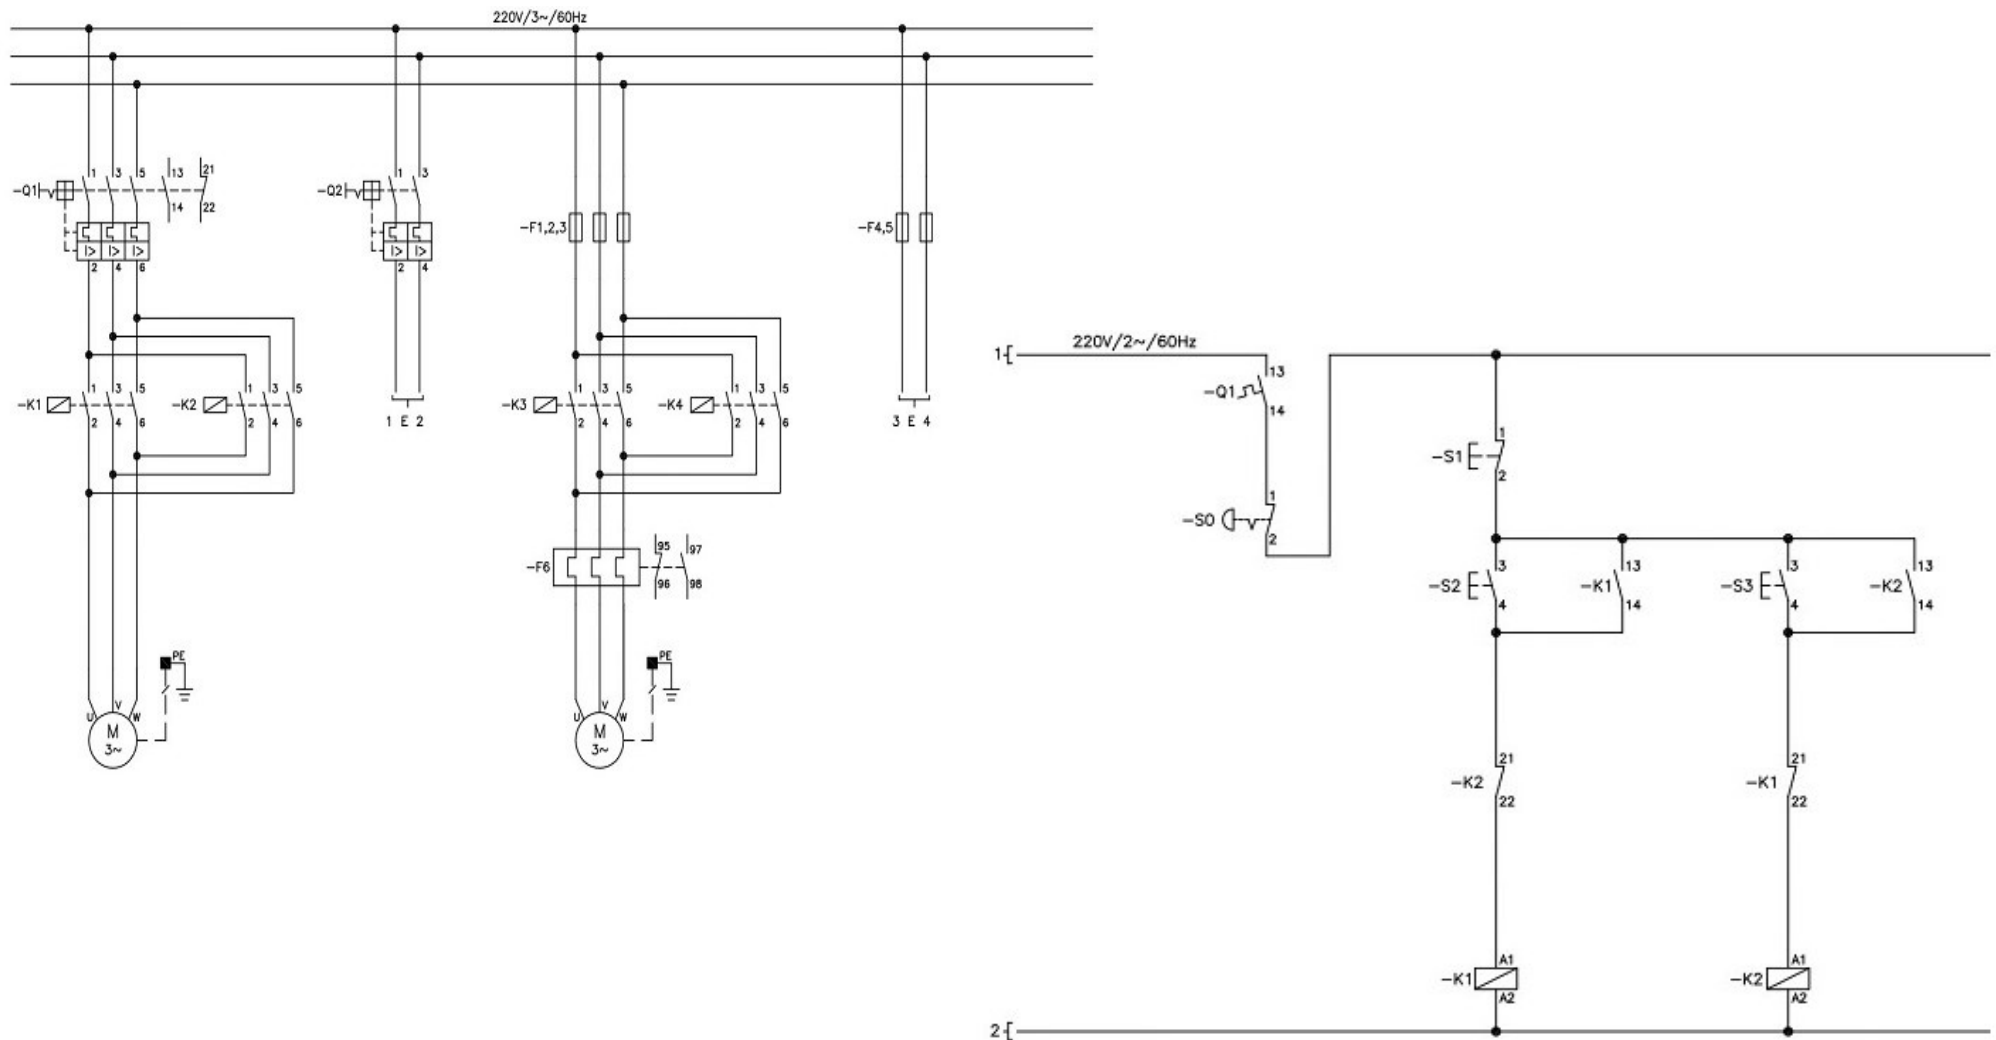 220V/3~/60Hz
-Q1 1 3 5 13 21
14 22
I> I> I>
2 4 6
-Q2 1 3
I> I>
2 4
-F1,2,3
-F4,5
-K1 1 3 5
2 4 6
-K2 1 3 5
2 4 6
1 E 2
-K3 1 3 5
2 4 6
-K4 1 3 5
2 4 6
3 E 4
-F6 95 97
96 98
PE
U V W
M
3~
PE
U V W
M
3~
1 220V/2~/60Hz
-Q1 13
14
-S0 1
2
-S1 1
2
-S2 3
4
-K1 13
14
-S3 3
4
-K2 13
14
-K2 21
22
-K1 21
22
-K1 A1
A2
-K2 A1
A2
2